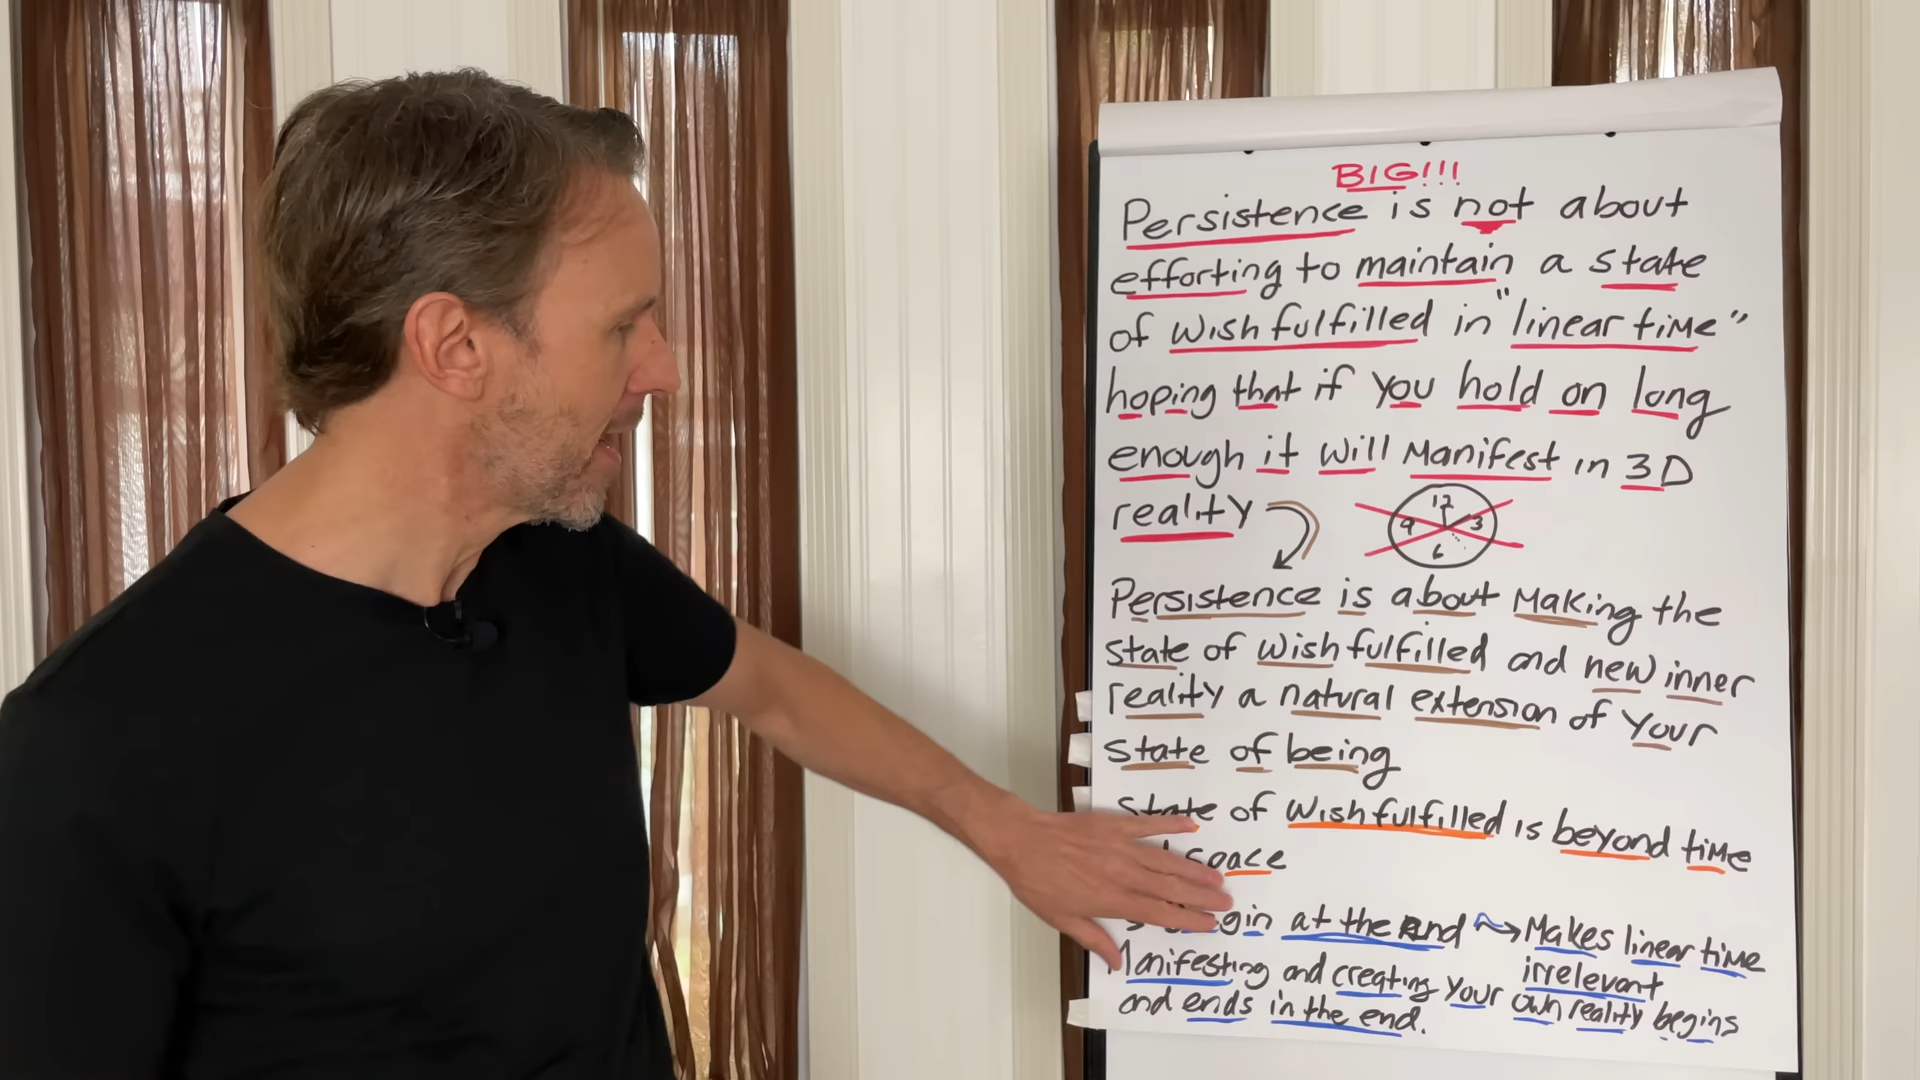 BIG!!!
Persistence is not about
efforting to maintain a state
of wish fulfilled in "linear time"
hoping that if you hold on long
enough it will manifest in 3D
reality
12
9 3
6
Persistence is about making the
state of wish fulfilled and new inner
reality a natural extension of your
state of being
state of wish fulfilled is beyond time
space
at the end → Makes linear time
irrelevant
Manifesting and creating your own reality begins
and ends in the end.